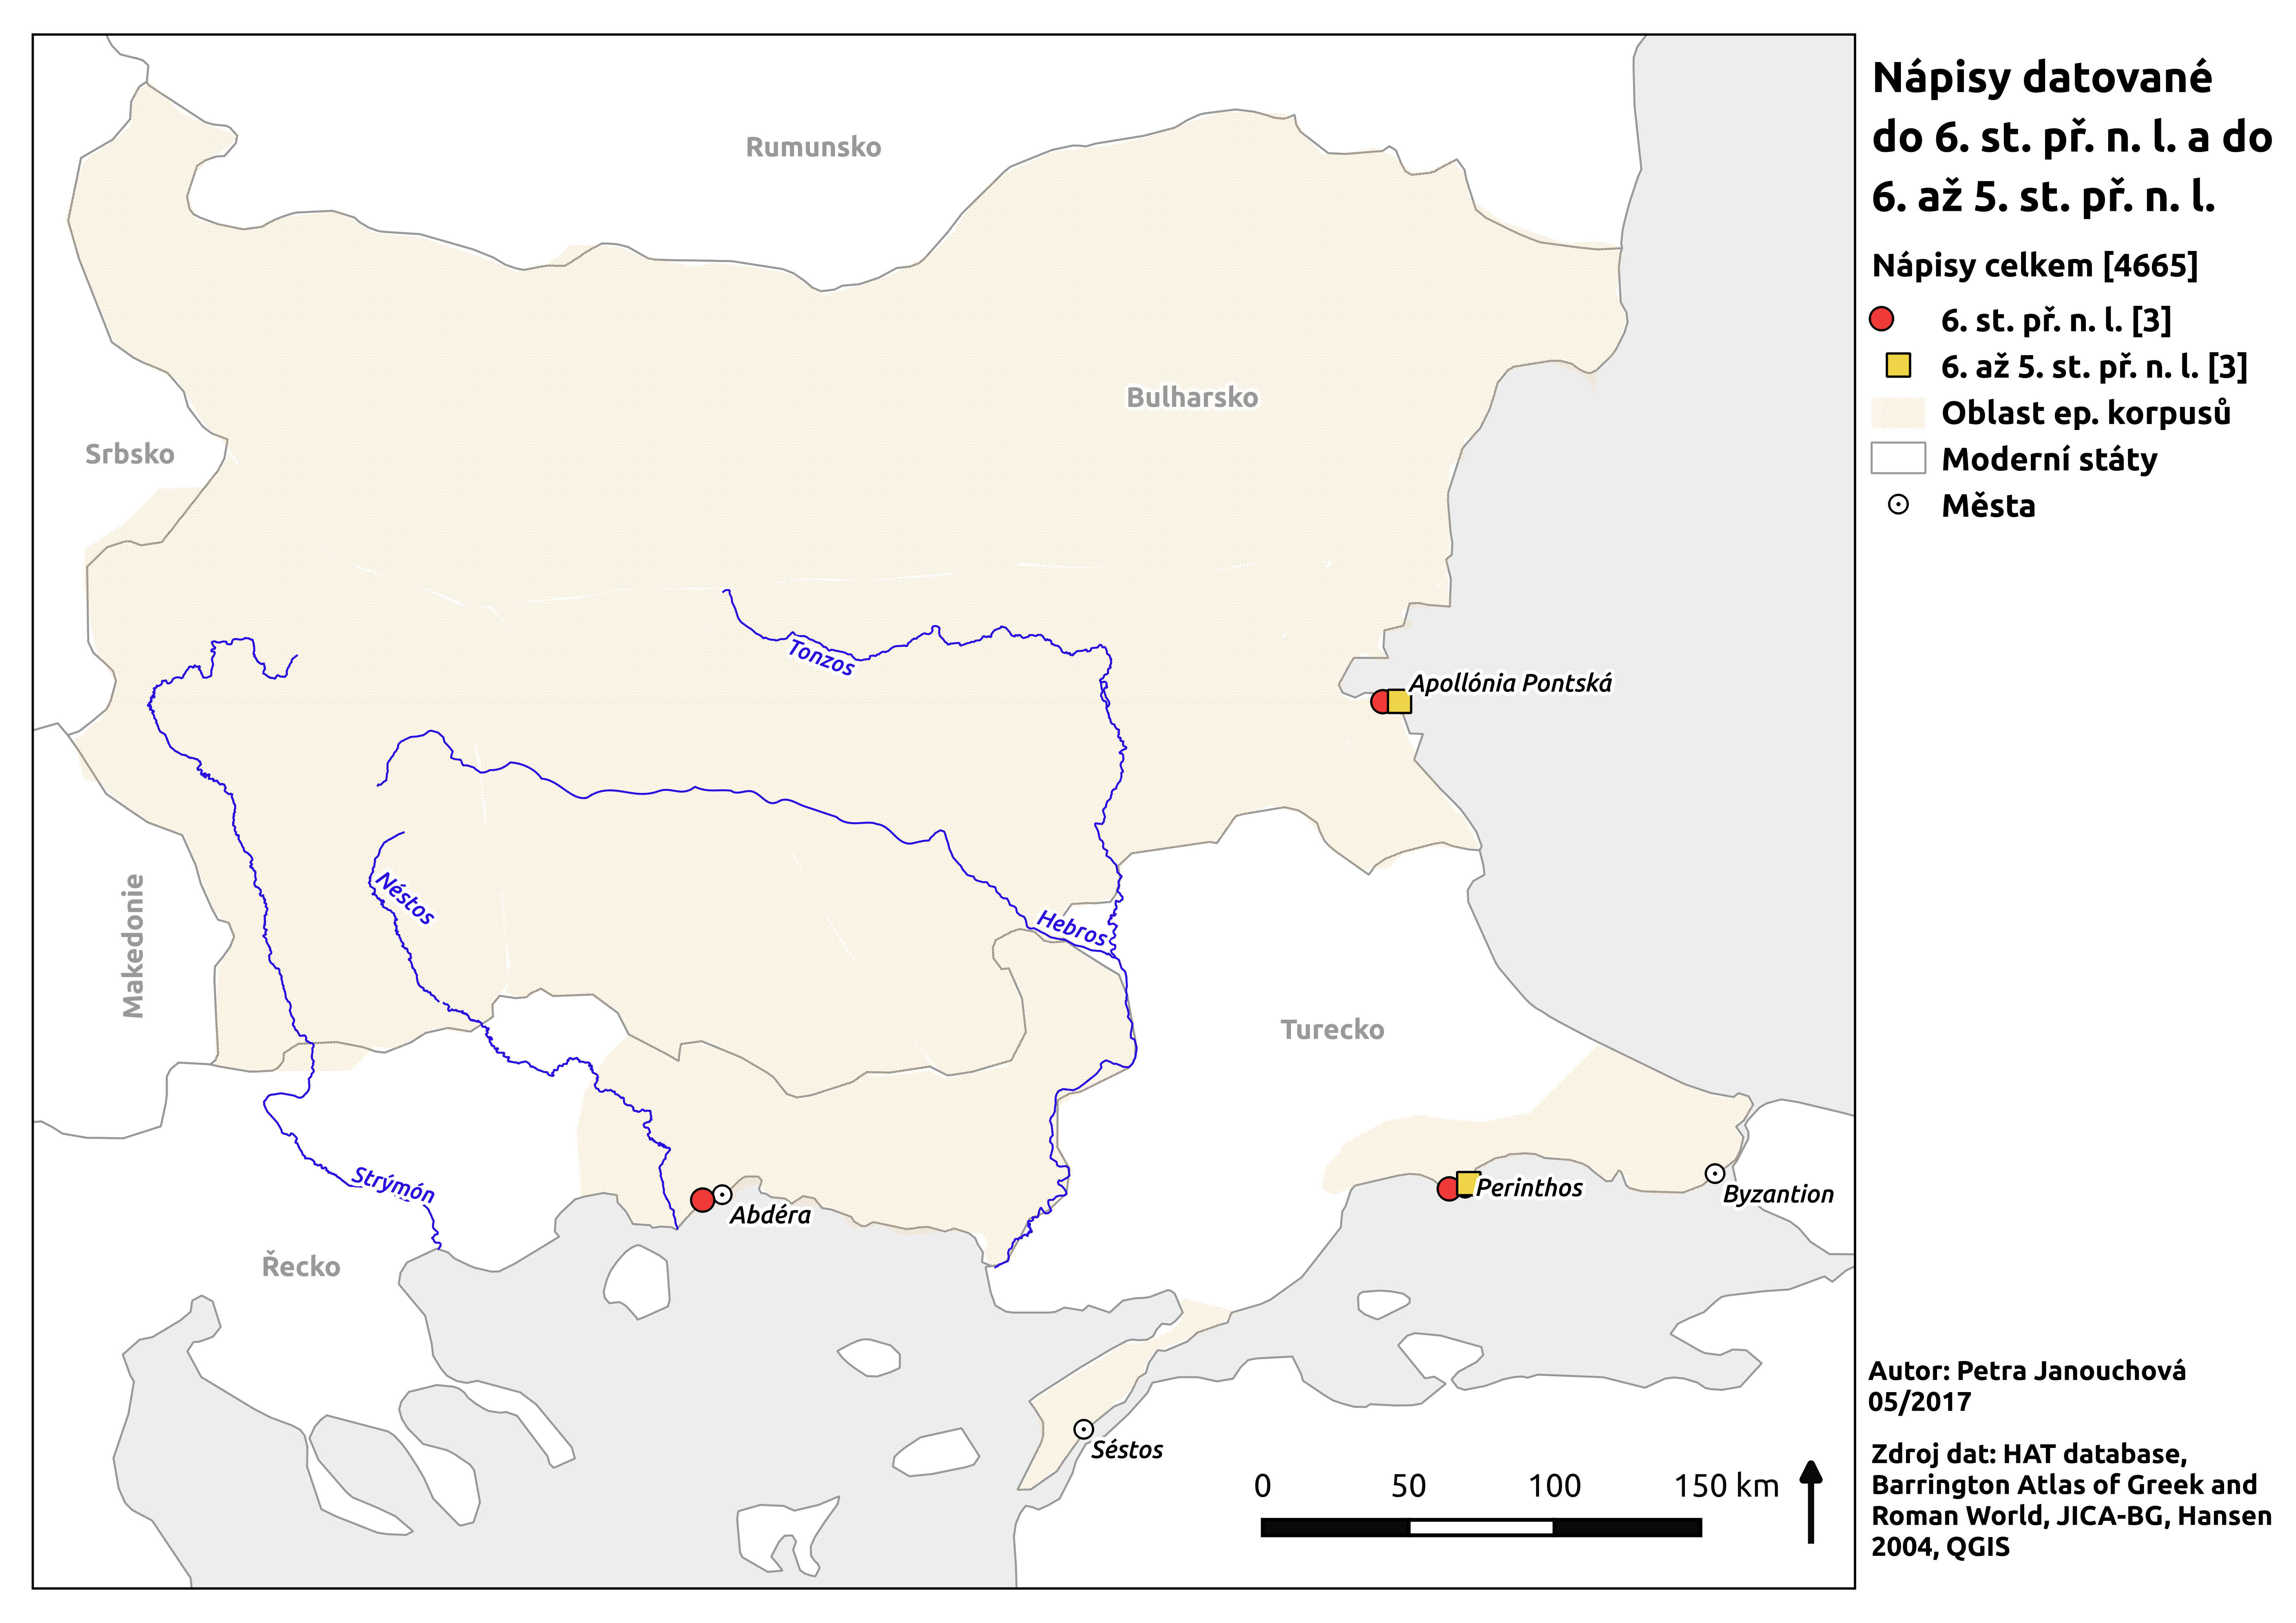 Nápisy datované
do 6. st. př. n. l. a do
6. až 5. st. př. n. l.
Nápisy celkem [4665]
6. st. př. n. l. [3]
6. až 5. st. př. n. l. [3]
Oblast ep. korpusů
Moderní státy
Města
Rumunsko
Bulharsko
Srbsko
Tonzos
Apollónia Pontská
Néstos
Hebros
Makedonie
Turecko
Strýmón
Abdéra
Perinthos
Byzantion
Řecko
Séstos
0 50 100 150 km
Autor: Petra Janouchová
05/2017
Zdroj dat: HAT database,
Barrington Atlas of Greek and
Roman World, JICA-BG, Hansen
2004, QGIS